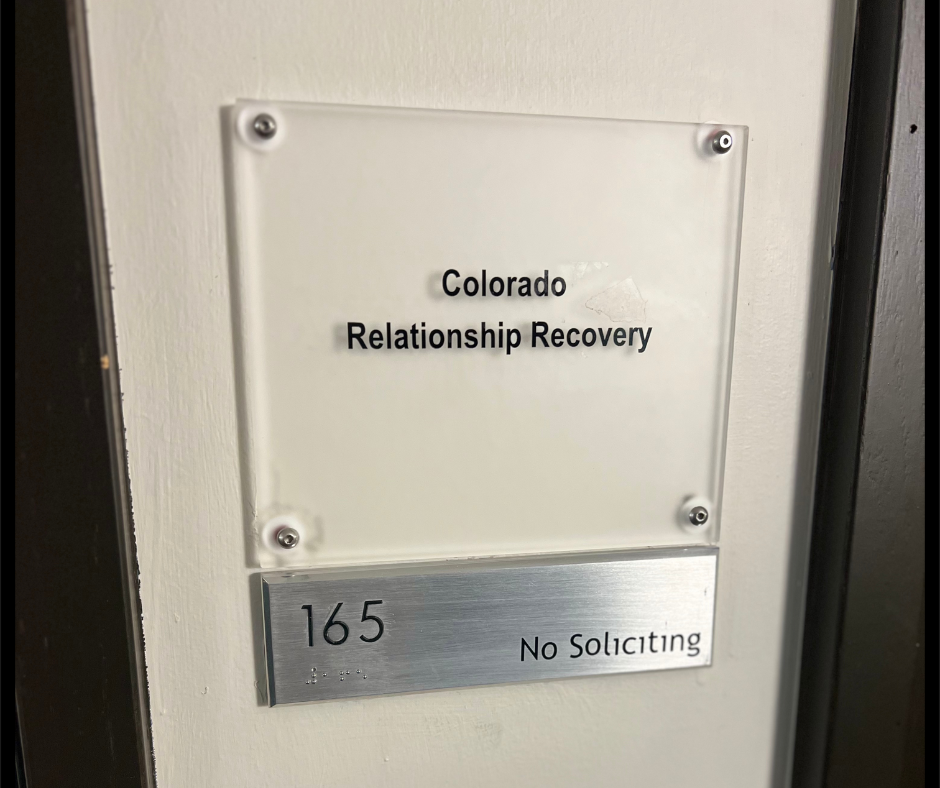 Colorado
Relationship Recovery
165
No Soliciting